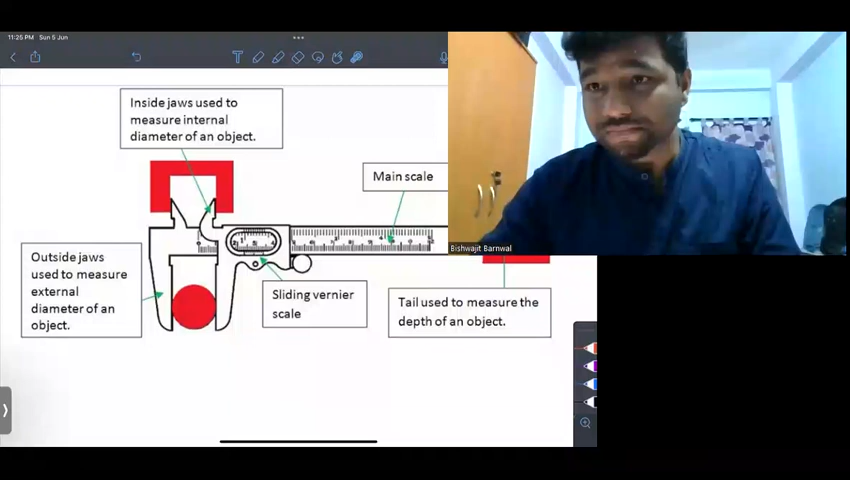 11:25 PM Sun 5 Jun
Inside jaws used to
measure internal
diameter of an object.
Main scale
Bishwajit Barnwal
Outside jaws
used to measure
external
diameter of an
object.
Sliding vernier
scale
Tail used to measure the
depth of an object.